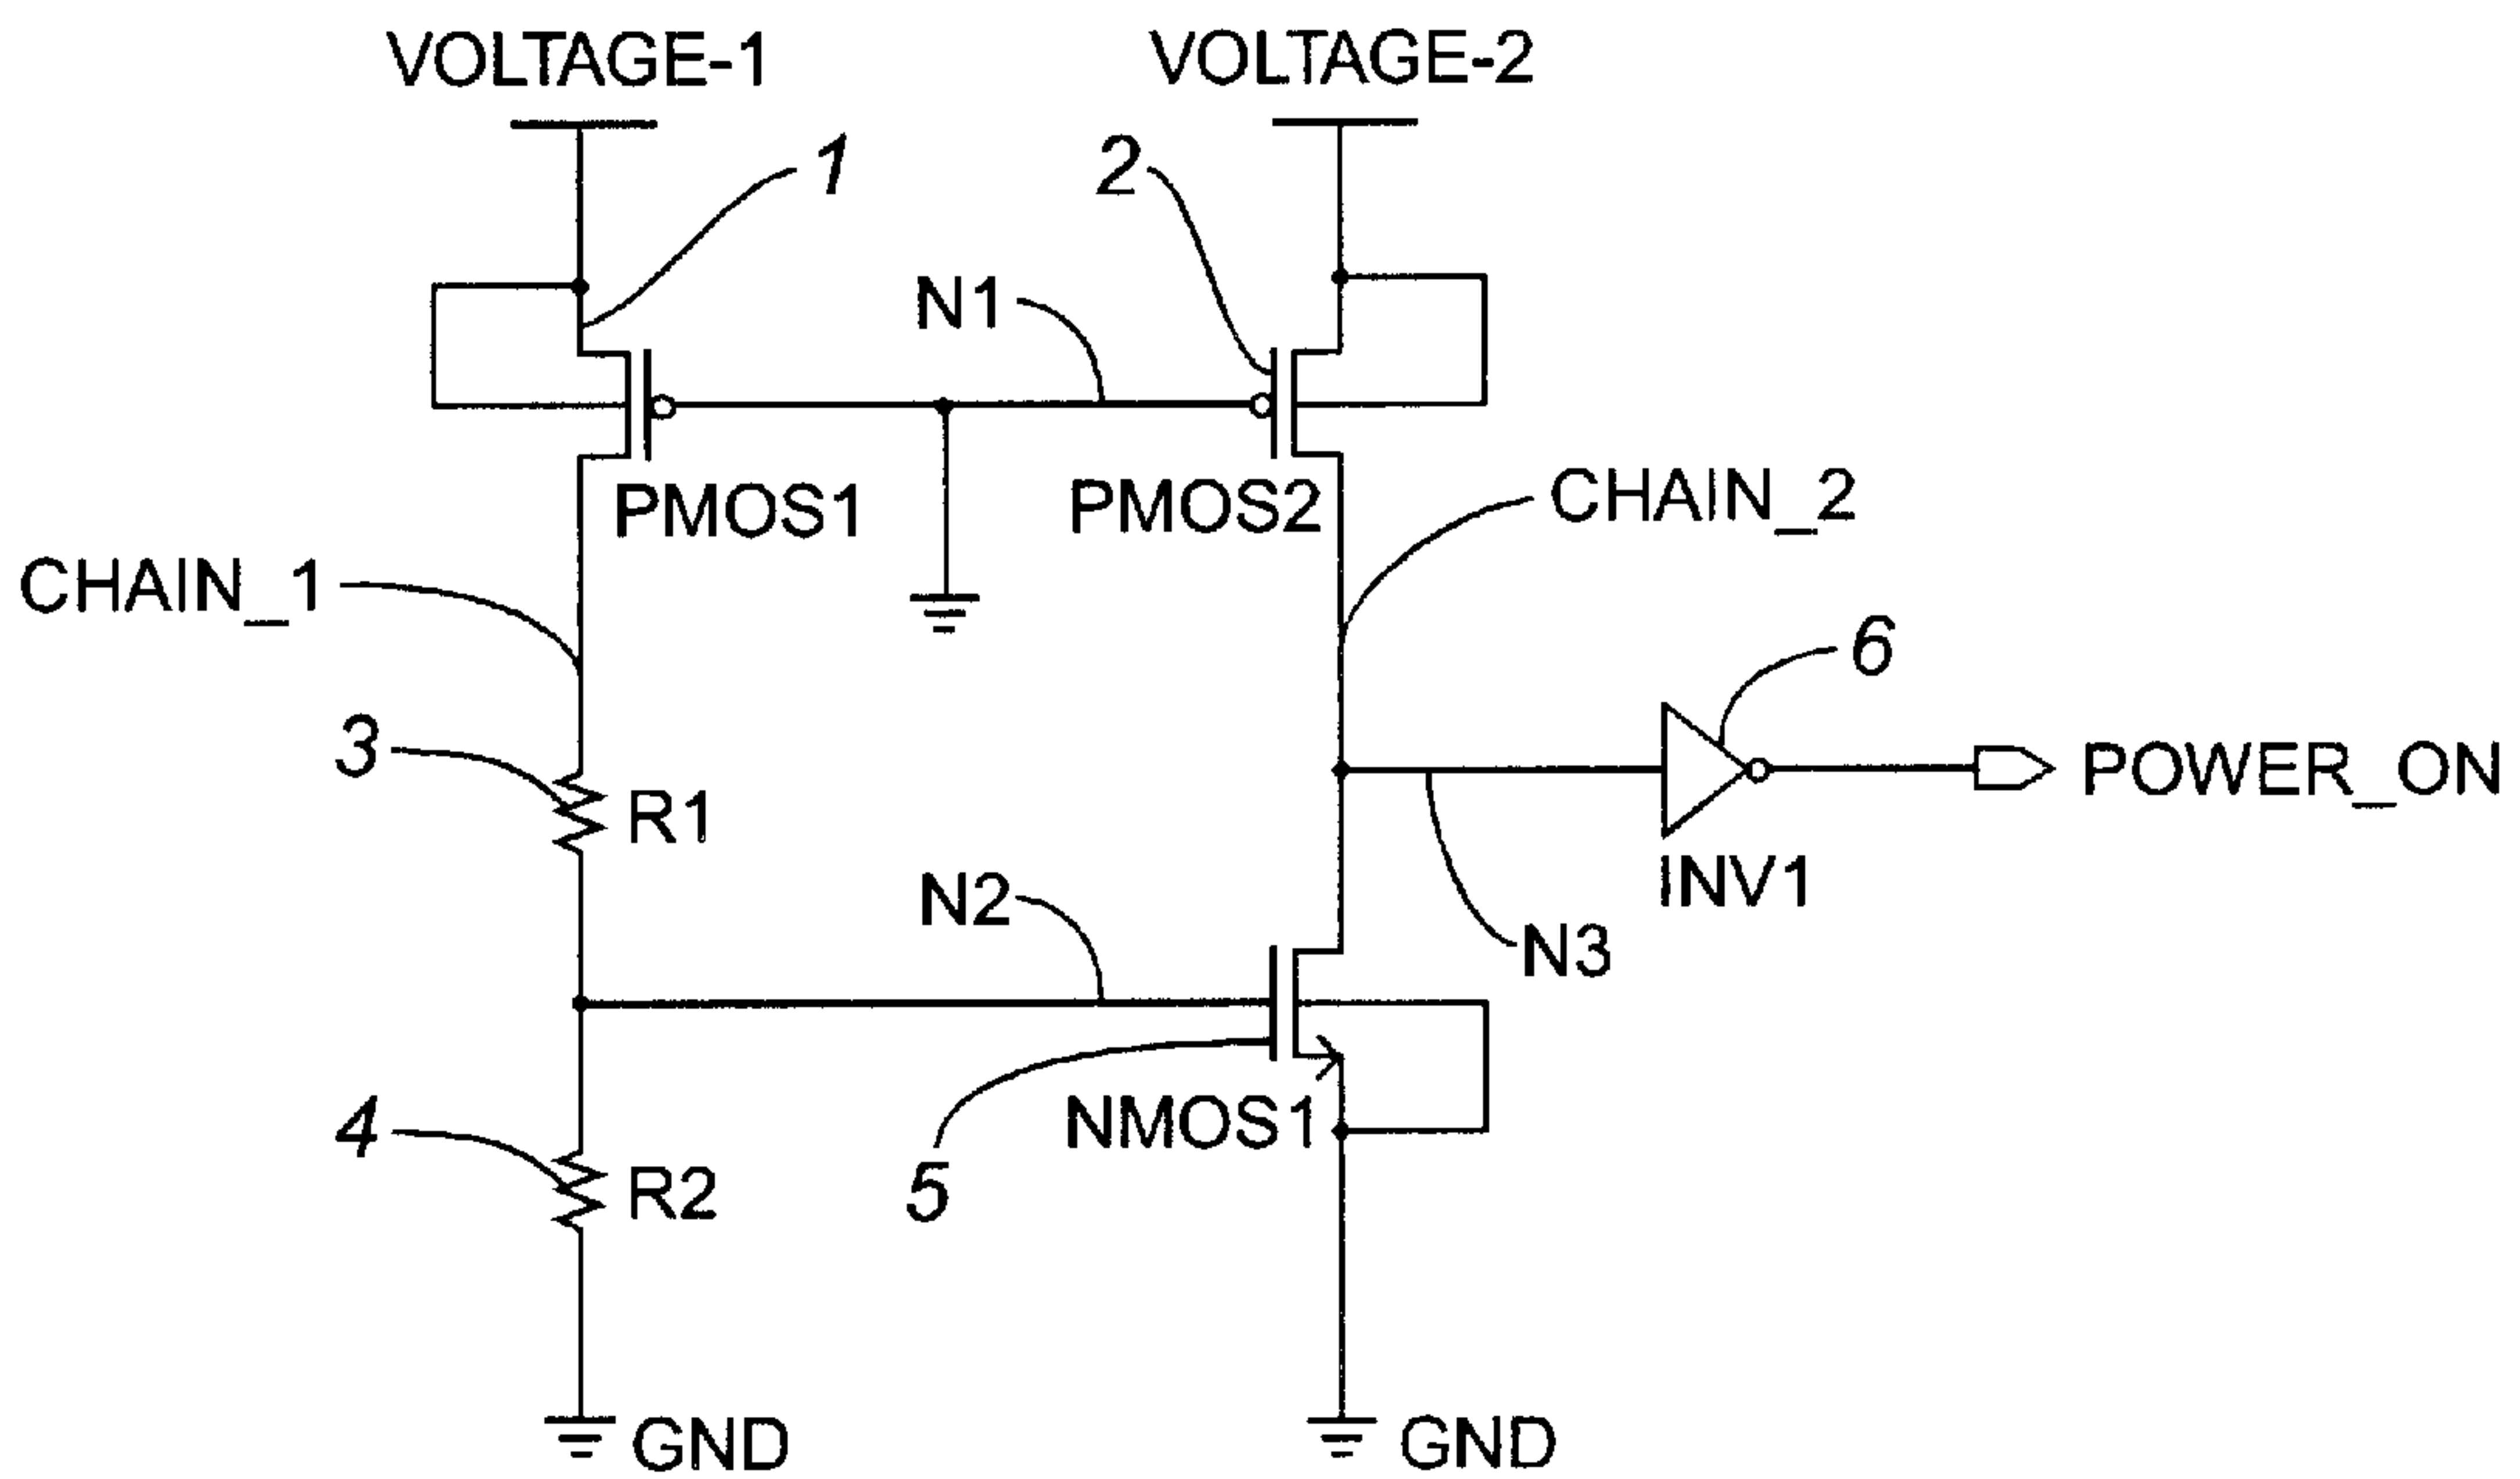 VOLTAGE-1
VOLTAGE-2
1
2
N1
PMOS1
PMOS2
CHAIN_2
CHAIN_1
6
3
R1
POWER_ON
INV1
N2
N3
4
NMOS1
R2
5
GND
GND